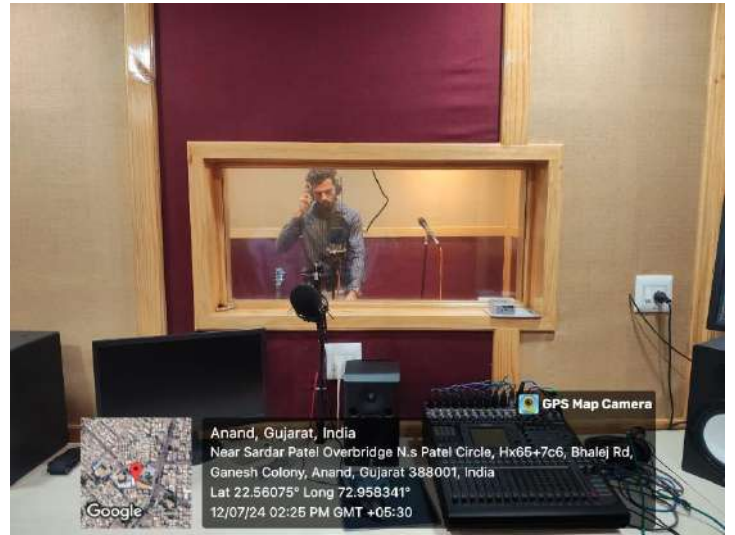 GPS Map Camera
Anand, Gujarat, India
Near Sardar Patel Overbridge N.s Patel Circle, Hx65+7c6, Bhalej Rd,
Ganesh Colony, Anand, Gujarat 388001, India
Lat 22.56075° Long 72.958341°
12/07/24 02:25 PM GMT +05:30
Google